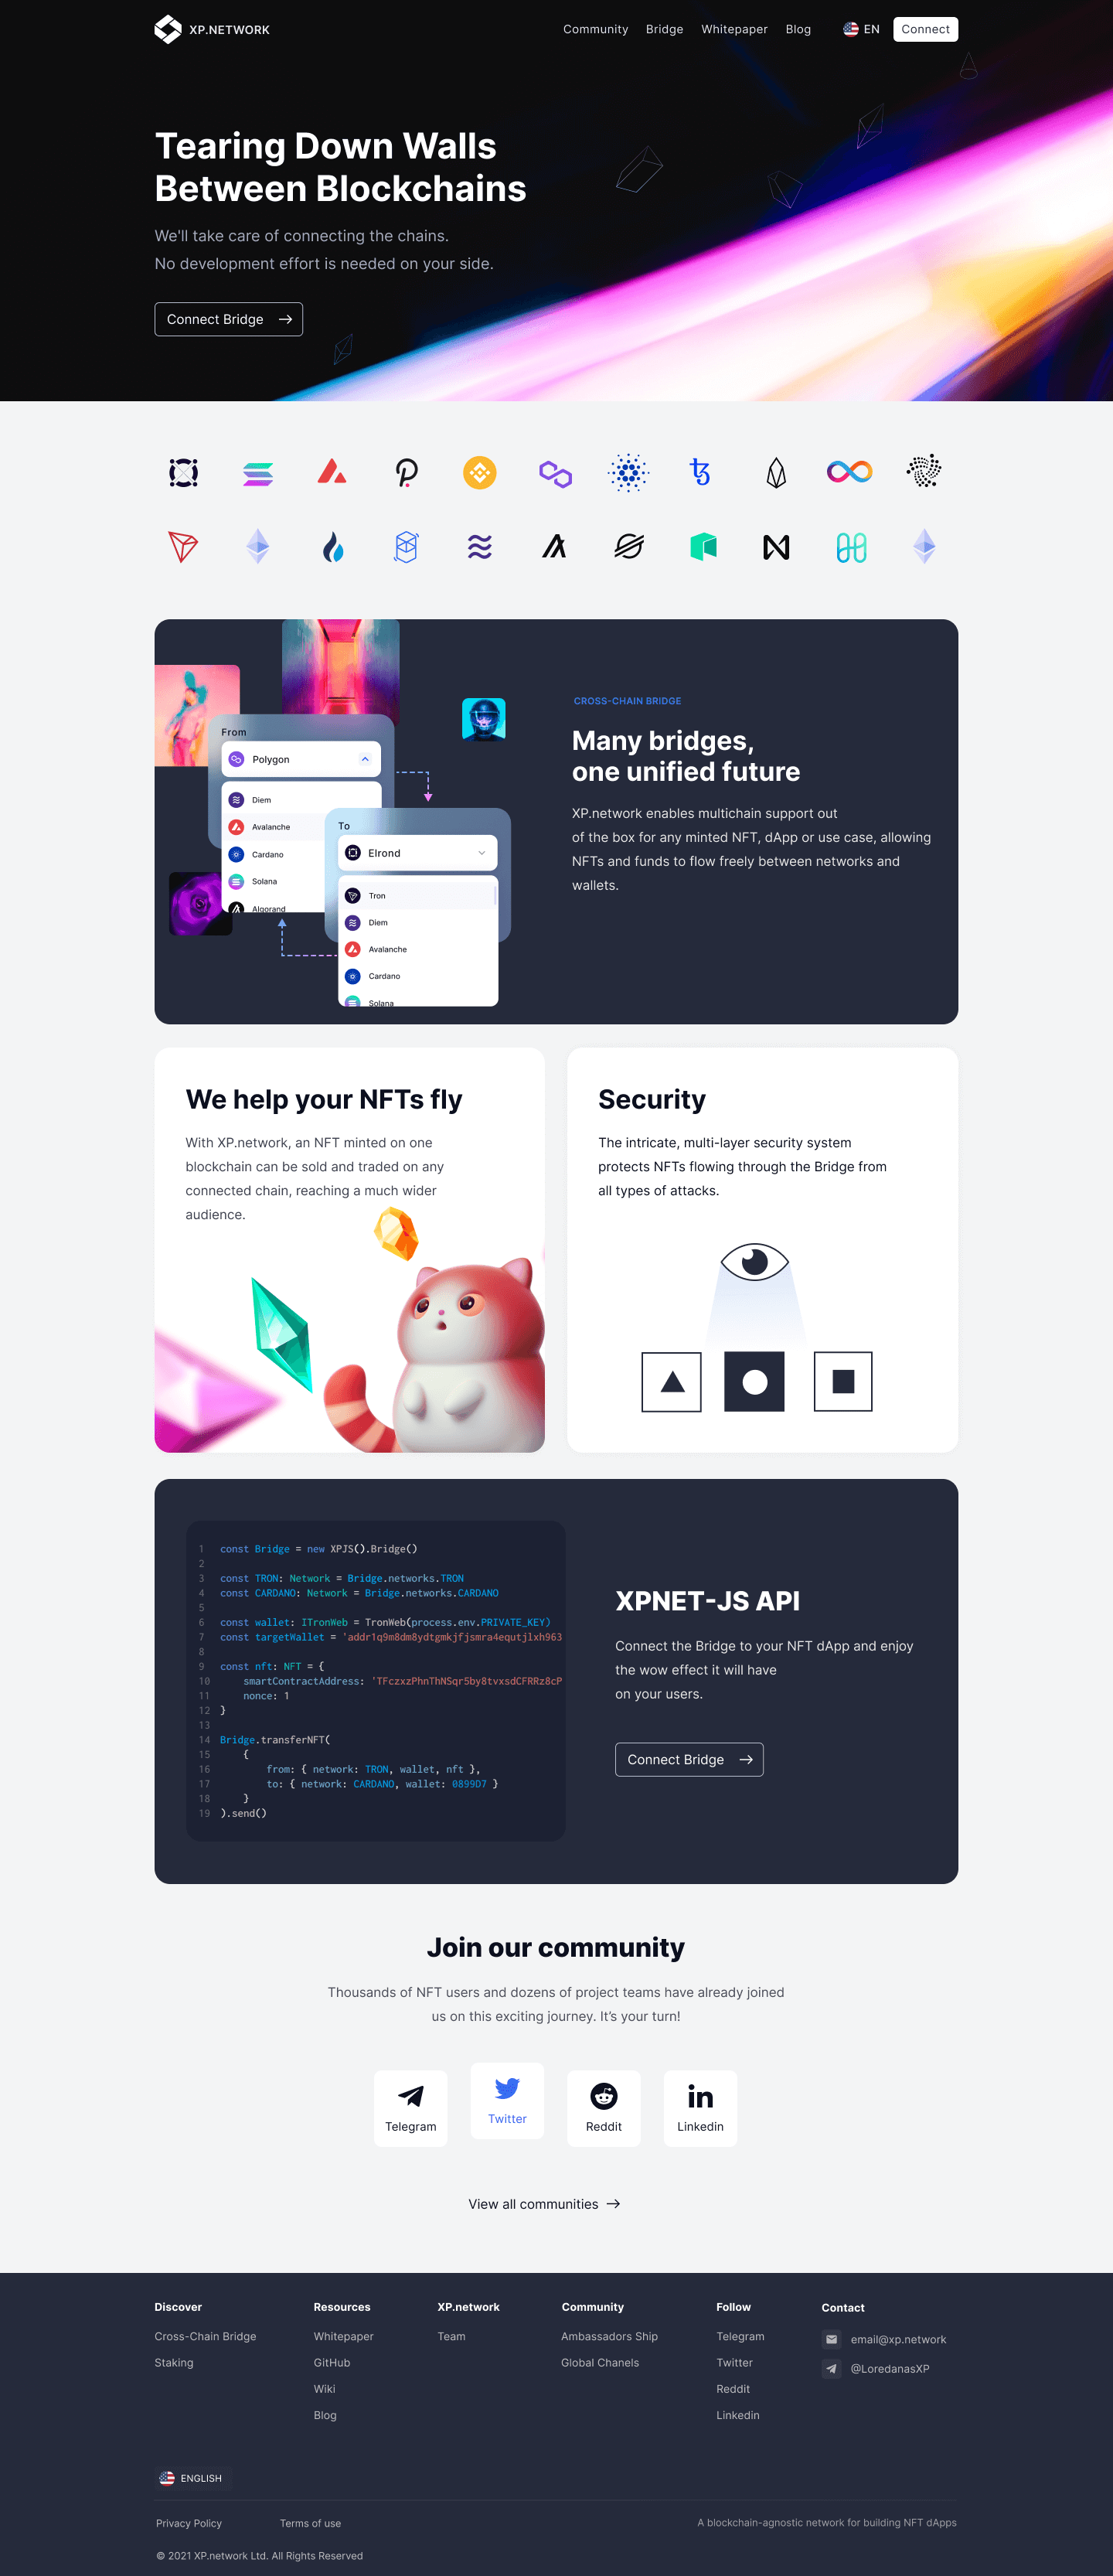 XP.NETWORK
Community Bridge Whitepaper Blog EN Connect
Tearing Down Walls
Between Blockchains
We'll take care of connecting the chains.
No development effort is needed on your side.
Connect Bridge
From
Polygon
Diem
Avalanche
Cardano
Solana
Algorand
To
Elrond
Tron
Diem
Avalanche
Cardano
Solana
CROSS-CHAIN BRIDGE
Many bridges,
one unified future
XP.network enables multichain support out
of the box for any minted NFT, dApp or use case, allowing
NFTs and funds to flow freely between networks and
wallets.
We help your NFTs fly
With XP.network, an NFT minted on one
blockchain can be sold and traded on any
connected chain, reaching a much wider
audience.
Security
The intricate, multi-layer security system
protects NFTs flowing through the Bridge from
all types of attacks.
1 const Bridge = new XPJS().Bridge()
2
3 const TRON: Network = Bridge.networks.TRON
4 const CARDANO: Network = Bridge.networks.CARDANO
5
6 const wallet: ITronWeb = TronWeb(process.env.PRIVATE_KEY)
7 const targetWallet = 'addr1q9m8dm8ydtgmkjfjsmra4equtjlxh963
8
9 const nft: NFT = {
10 smartContractAddress: 'TFczxzPhnThNSqr5by8tvxsdCFRRz8cP
11 nonce: 1
12 }
13
14 Bridge.transferNFT(
15 {
16 from: { network: TRON, wallet, nft },
17 to: { network: CARDANO, wallet: 0899D7 }
18 }
19 ).send()
XPNET-JS API
Connect the Bridge to your NFT dApp and enjoy
the wow effect it will have
on your users.
Connect Bridge
Join our community
Thousands of NFT users and dozens of project teams have already joined
us on this exciting journey. It's your turn!
Telegram
Twitter
Reddit
Linkedin
View all communities
Discover
Cross-Chain Bridge
Staking
Resources
Whitepaper
GitHub
Wiki
Blog
XP.network
Team
Community
Ambassadors Ship
Global Chanels
Follow
Telegram
Twitter
Reddit
Linkedin
Contact
email@xp.network
@LoredanasXP
ENGLISH
Privacy Policy Terms of use
A blockchain-agnostic network for building NFT dApps
© 2021 XP.network Ltd. All Rights Reserved